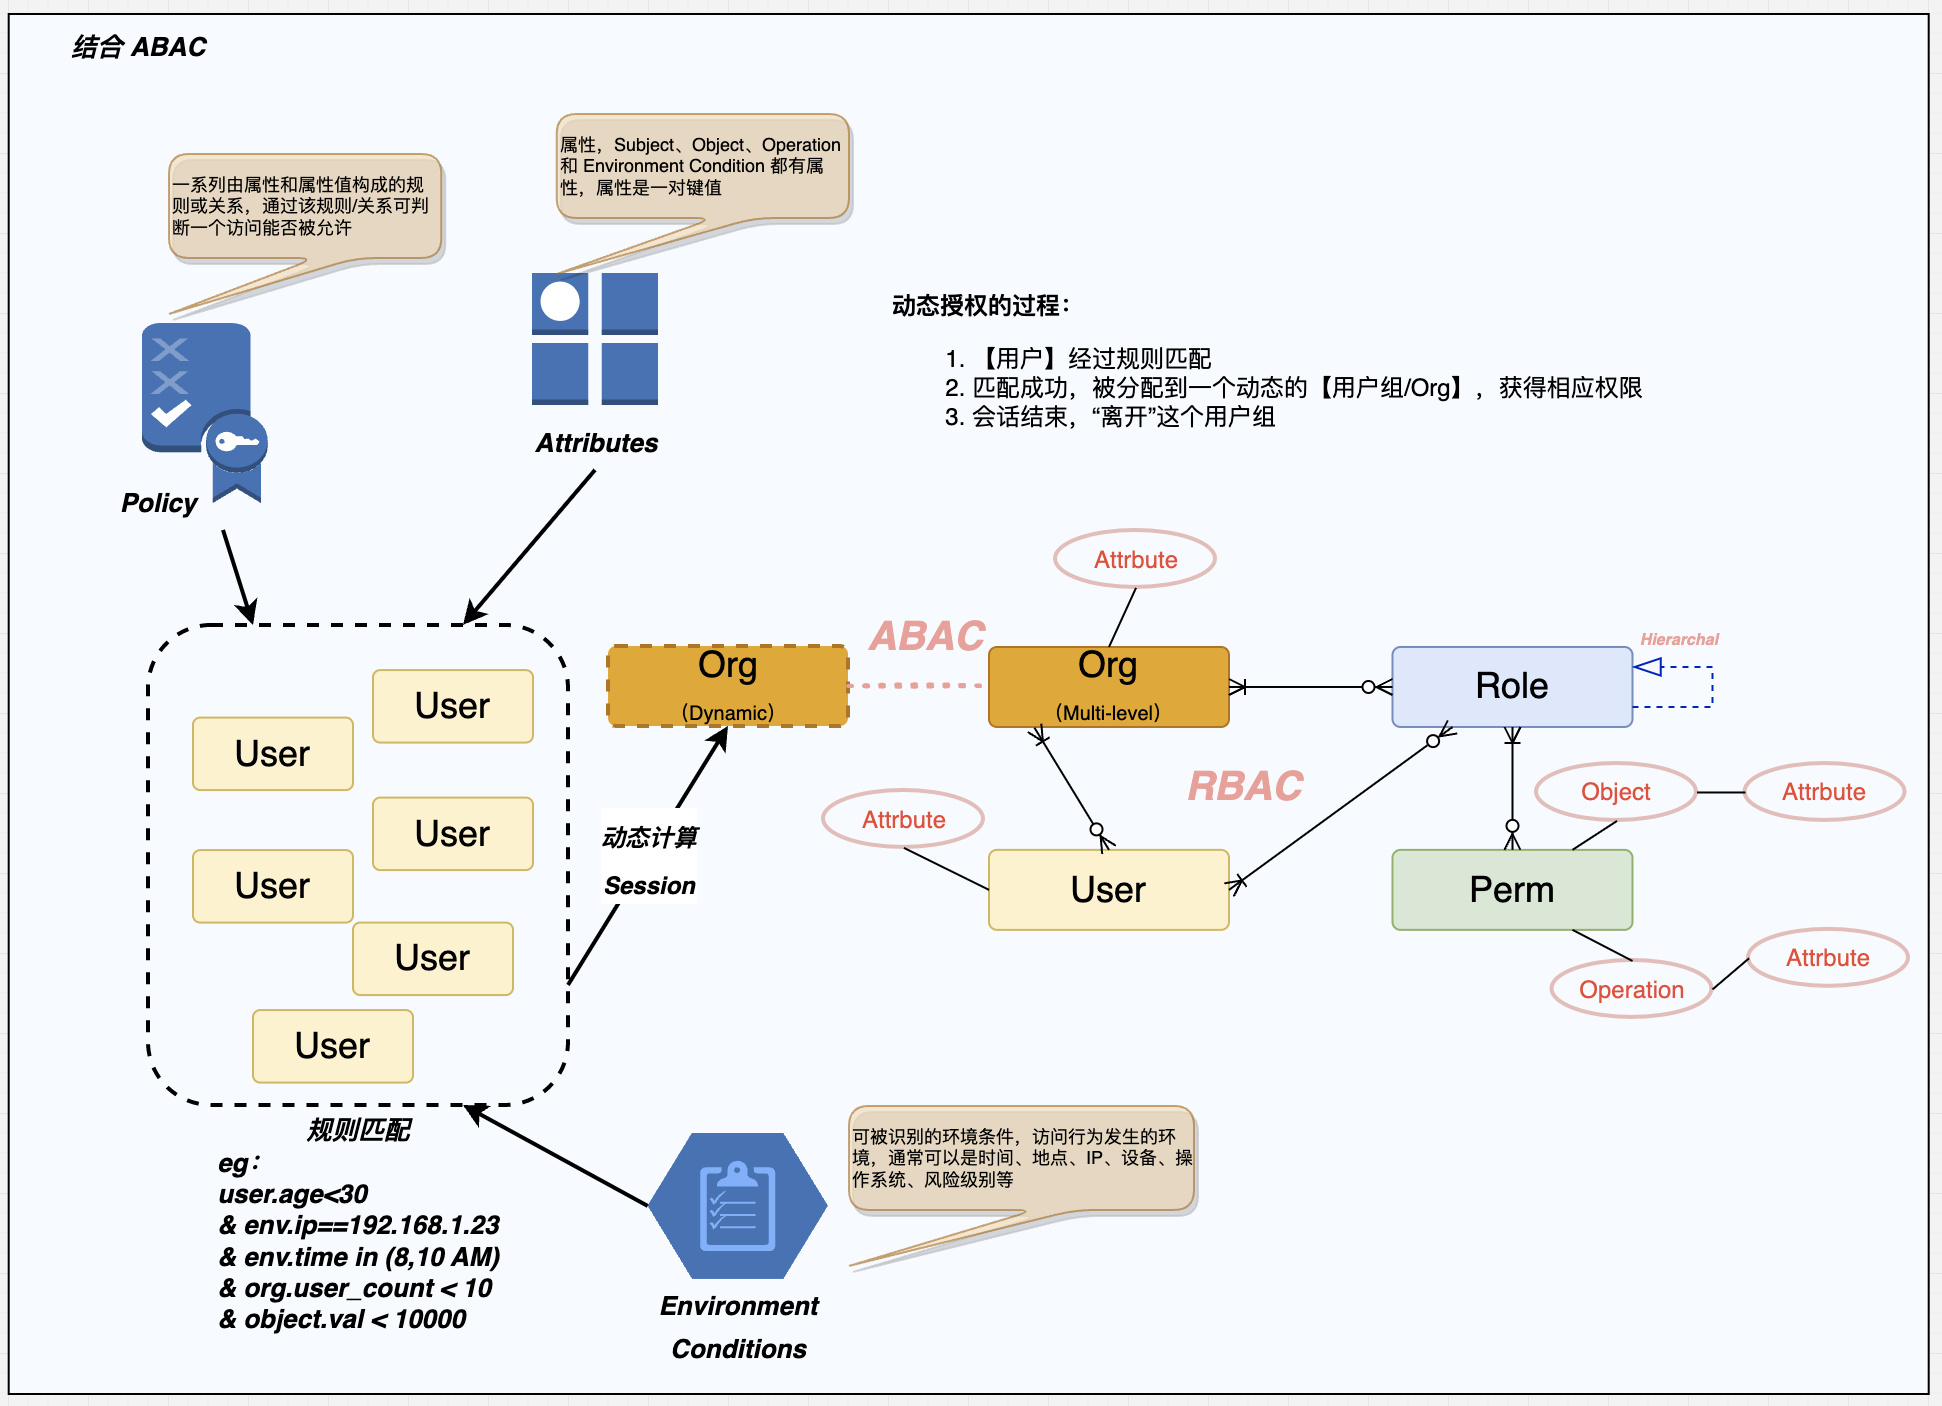 结合 ABAC
属性，Subject、Object、Operation
和 Environment Condition 都有属
性，属性是一对键值
一系列由属性和属性值构成的规
则或关系，通过该规则/关系可判
断一个访问能否被允许
动态授权的过程：
1. 【用户】经过规则匹配
2. 匹配成功，被分配到一个动态的【用户组/Org】，获得相应权限
3. 会话结束，“离开”这个用户组
Attributes
Policy
Attrbute
ABAC
Hierarchal
Org
(Dynamic)
Org
(Multi-level)
Role
User
User
User
User
User
User
动态计算
Session
RBAC
Attrbute
User
Object
Attrbute
Perm
Operation
Attrbute
规则匹配
eg：
user.age<30
& env.ip==192.168.1.23
& env.time in (8,10 AM)
& org.user_count < 10
& object.val < 10000
可被识别的环境条件，访问行为发生的环
境，通常可以是时间、地点、IP、设备、操
作系统、风险级别等
Environment
Conditions